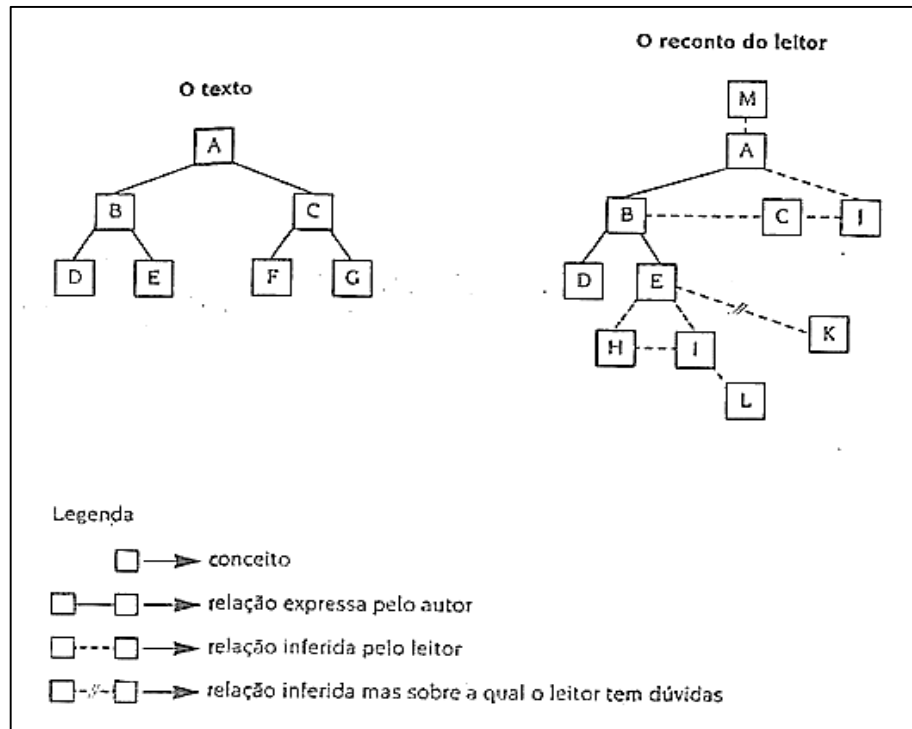 O texto
A
B
C
D
E
F
G
O reconto do leitor
M
A
B
C
J
D
E
K
H
I
L
Legenda
conceito
relação expressa pelo autor
relação inferida pelo leitor
relação inferida mas sobre a qual o leitor tem dúvidas